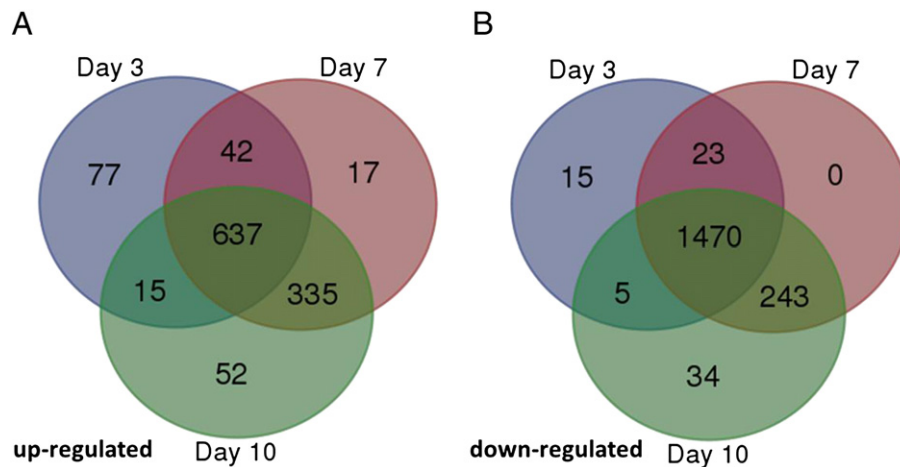 A
Day 3
Day 7
77
42
17
637
15
335
52
up-regulated
Day 10
B
Day 3
Day 7
15
23
0
1470
5
243
34
down-regulated
Day 10